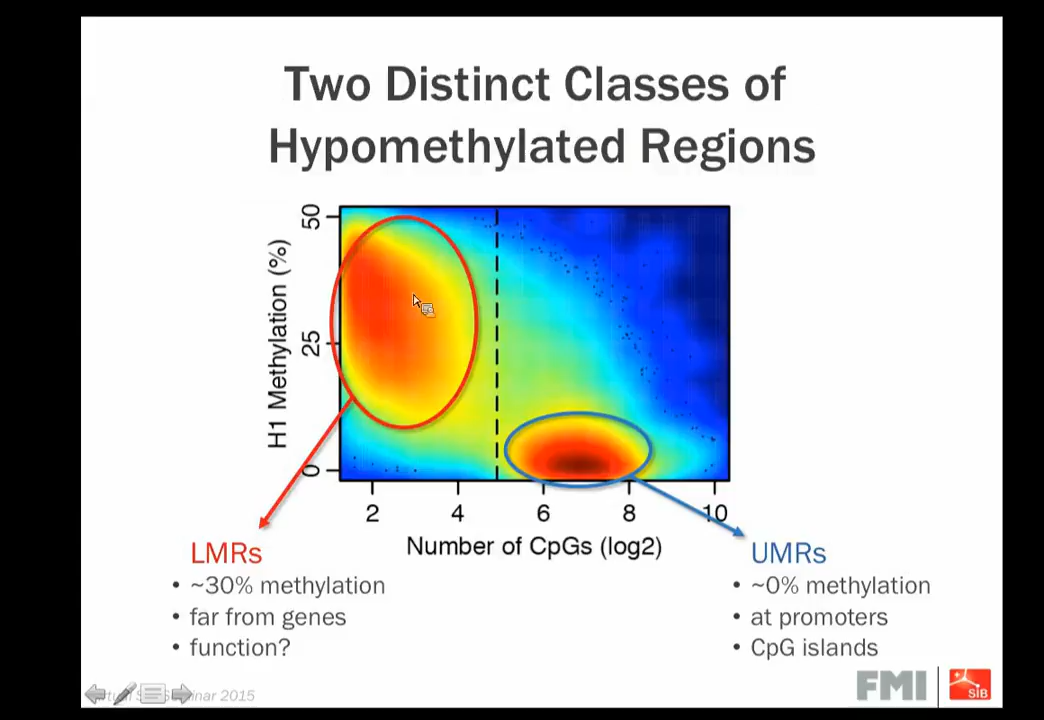 Two Distinct Classes of
Hypomethylated Regions
50
25
0
H1 Methylation (%)
2 4 6 8 10
Number of CpGs (log2)
LMRs
• ~30% methylation
• far from genes
• function?
UMRs
• ~0% methylation
• at promoters
• CpG islands
2015
FMI
SIB